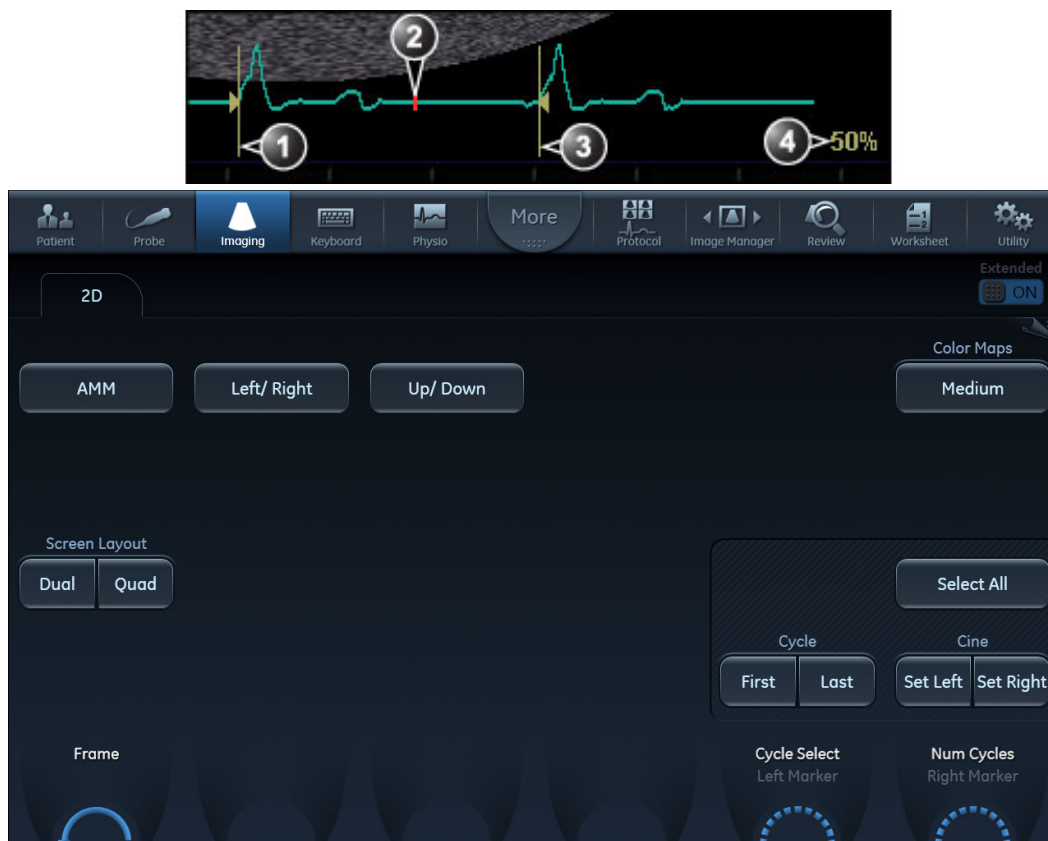 2
1
3
4
50%
Patient Probe Imaging Keyboard Physio More Protocol Image Manager Review Worksheet Utility
Extended
ON
2D
Color Maps
AMM Left/ Right Up/ Down Medium
Screen Layout
Dual Quad Select All
Cycle Cine
First Last Set Left Set Right
Frame Cycle Select Num Cycles
Left Marker Right Marker